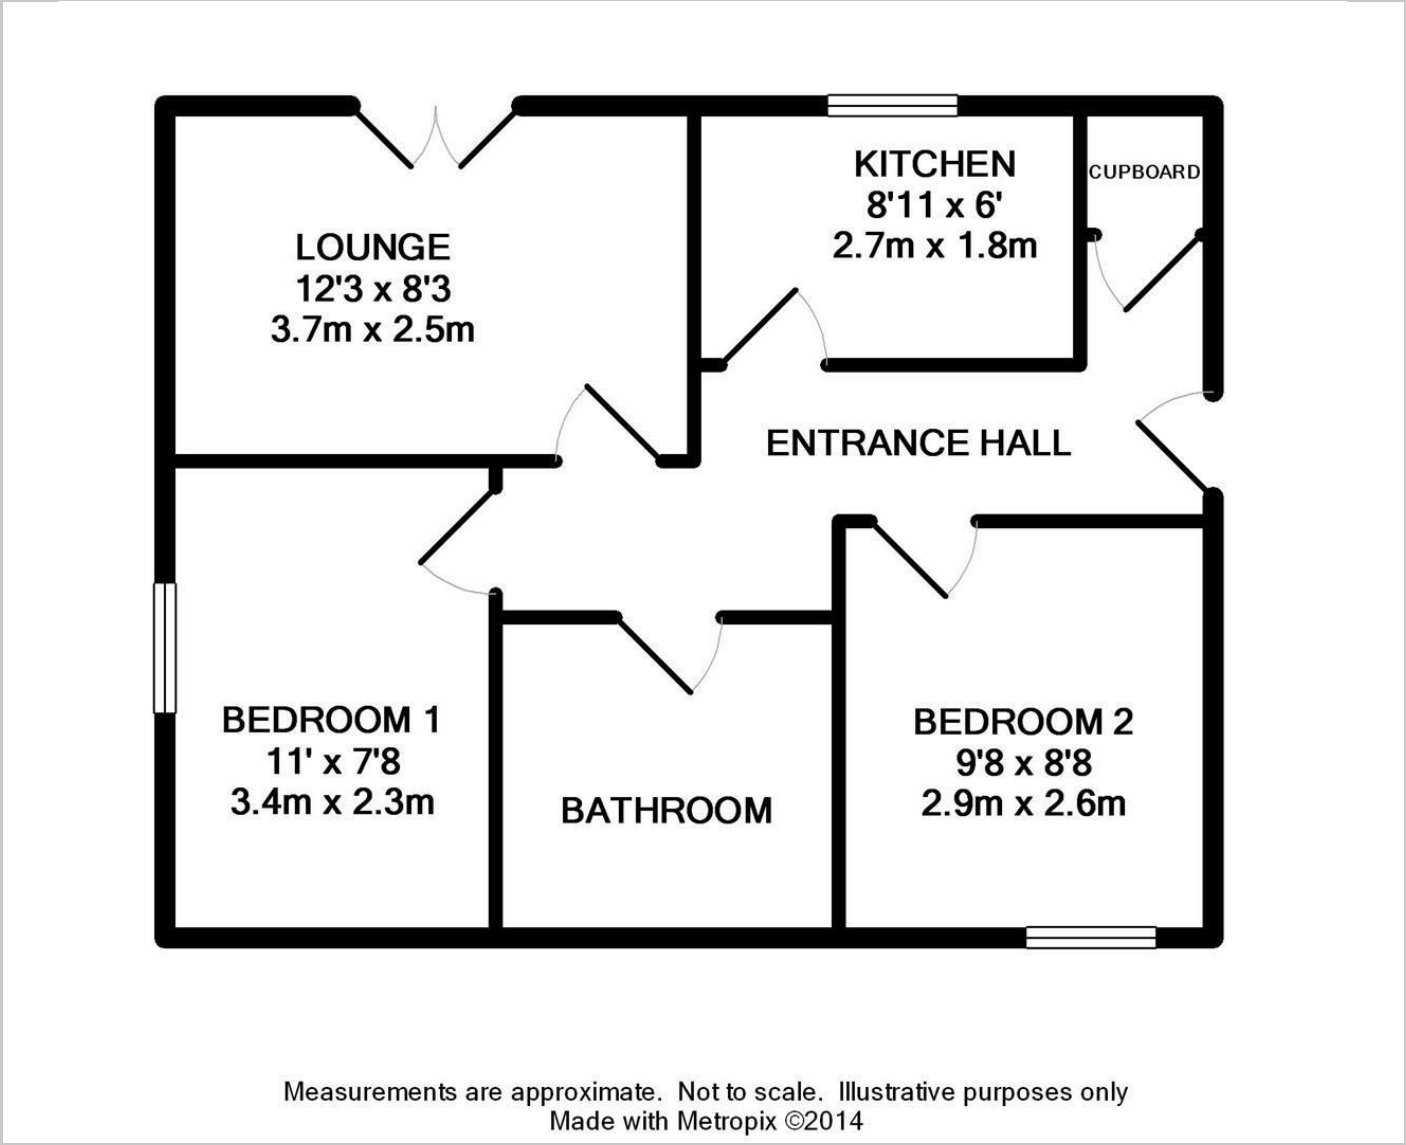 KITCHEN
8'11 x 6'
2.7m x 1.8m
CUPBOARD
LOUNGE
12'3 x 8'3
3.7m x 2.5m
ENTRANCE HALL
BEDROOM 1
11' x 7'8
3.4m x 2.3m
BEDROOM 2
9'8 x 8'8
2.9m x 2.6m
BATHROOM
Measurements are approximate. Not to scale. Illustrative purposes only
Made with Metropix ©2014